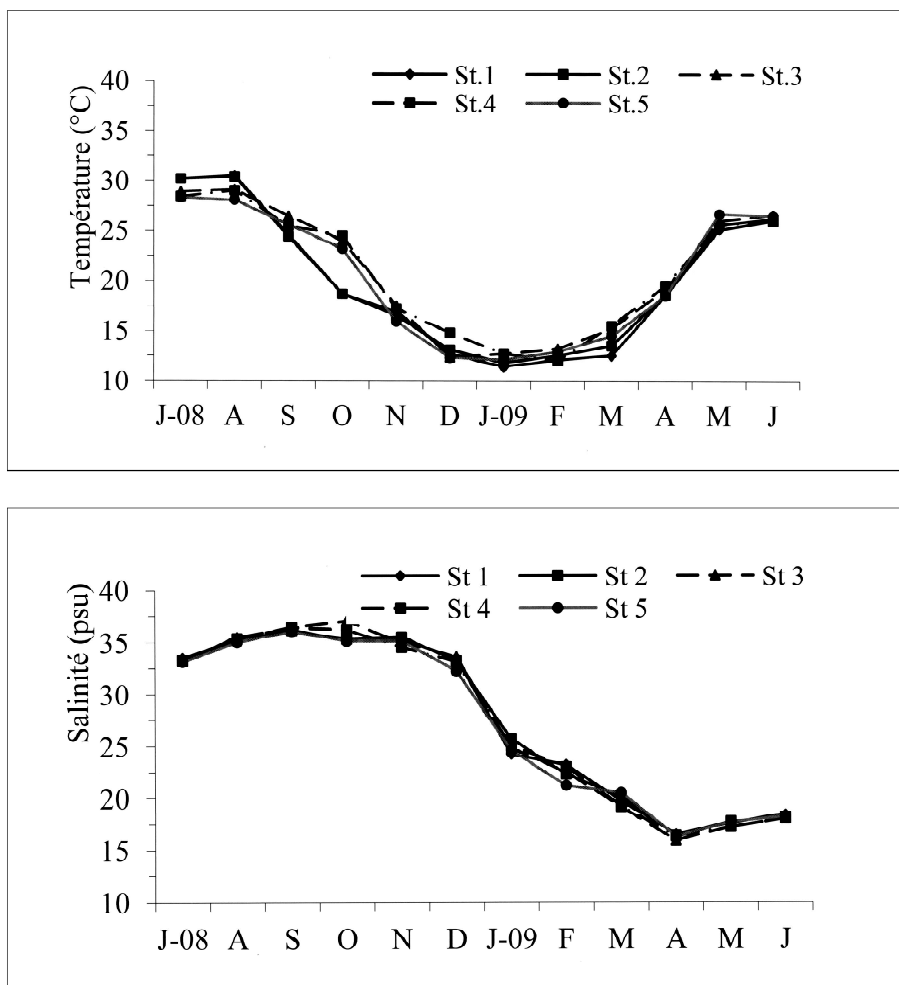 St.1 St.2 St.3
St.4 St.5
Température (°C)
40
35
30
25
20
15
10
J-08 A S O N D J-09 F M A M J
St 1 St 2 St 3
St 4 St 5
Salinité (psu)
40
35
30
25
20
15
10
J-08 A S O N D J-09 F M A M J